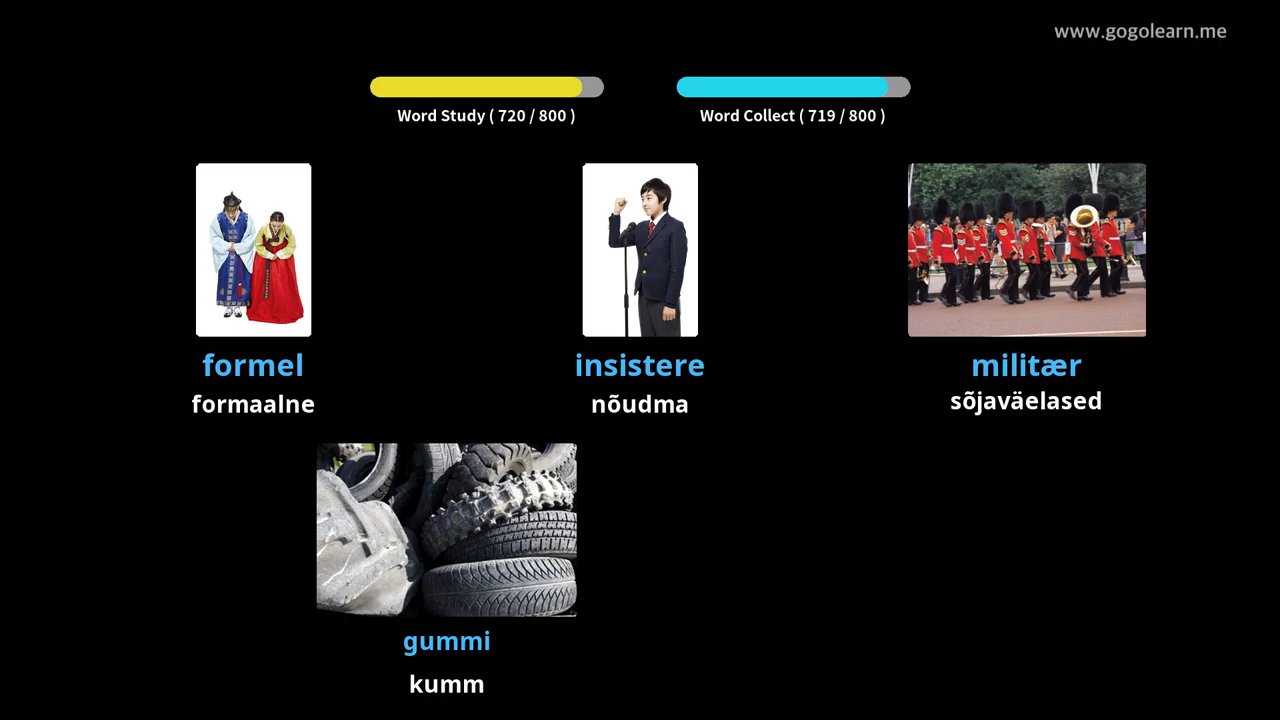 www.gogolearn.me
Word Study ( 720 / 800 )
Word Collect ( 719 / 800 )
formel
formaalne
insistere
nõudma
militær
sõjaväelased
gummi
kumm